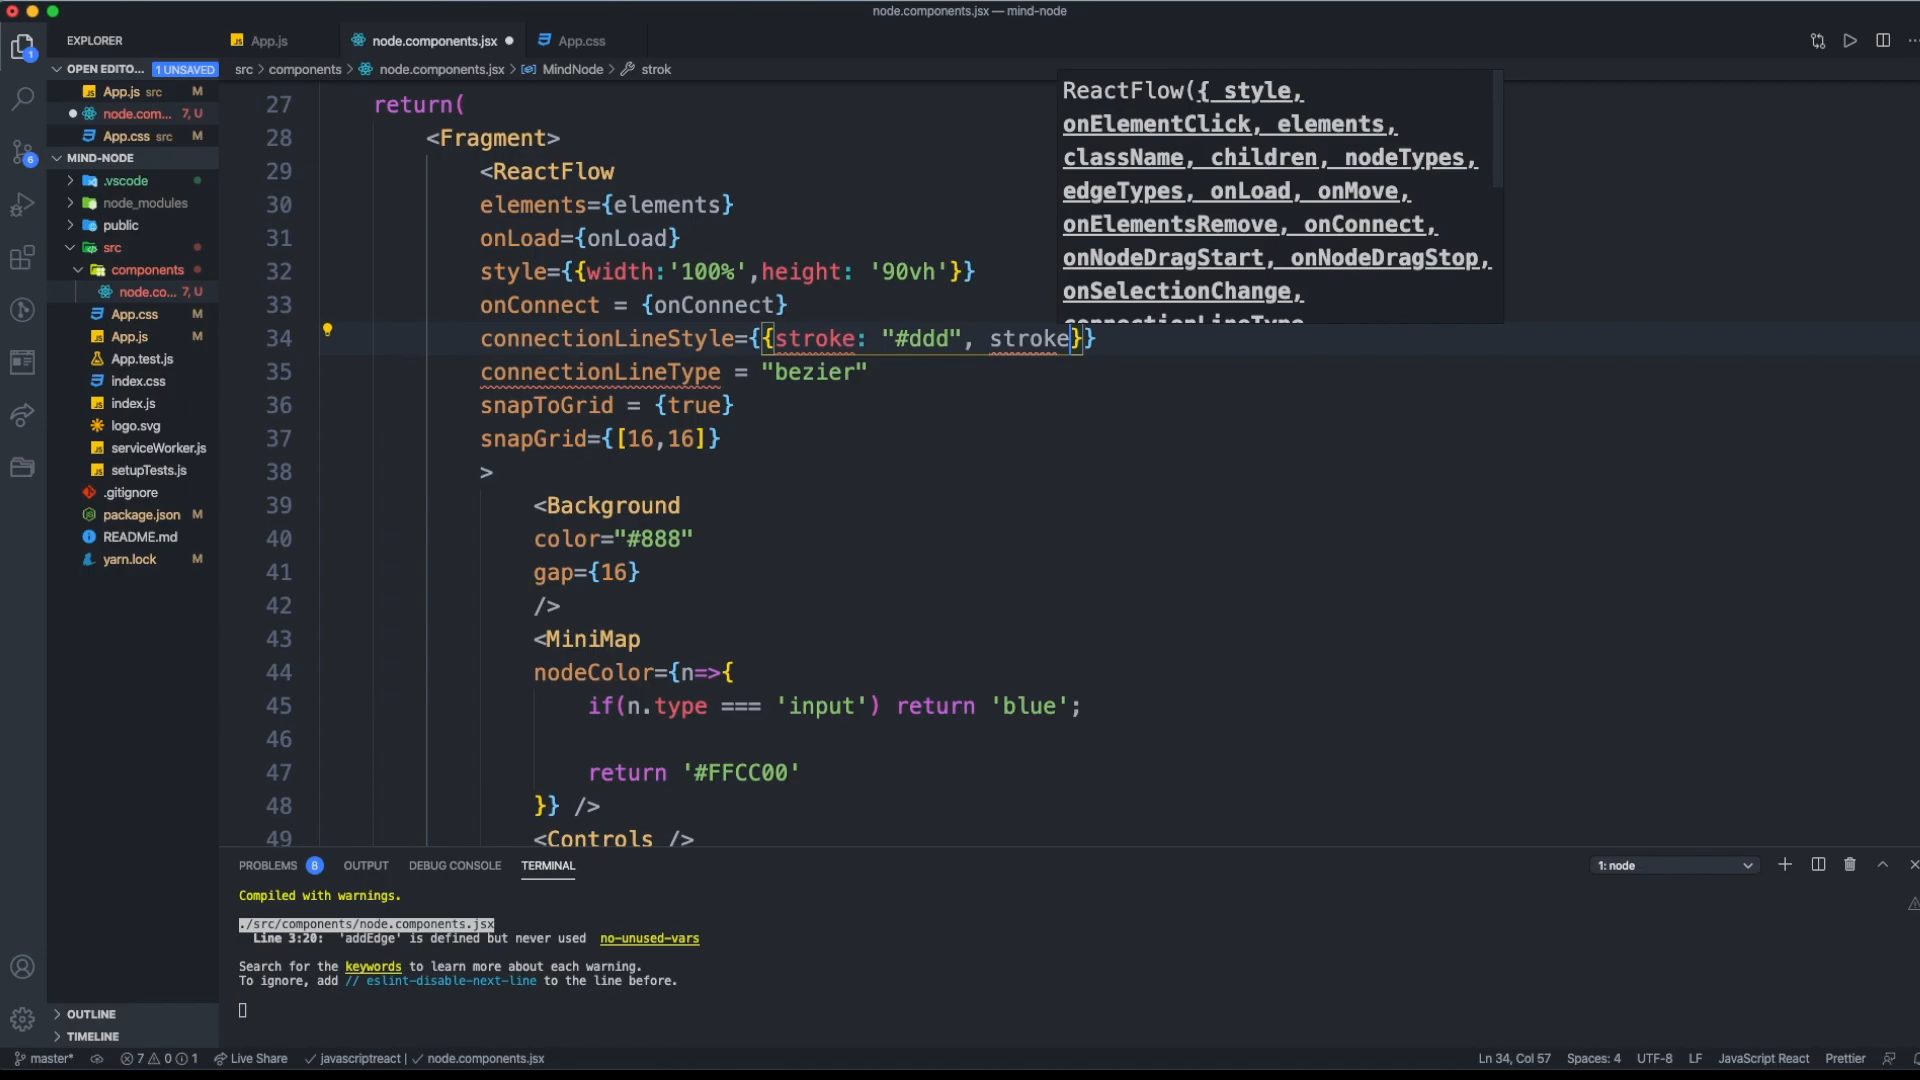 node.components.jsx — mind-node
EXPLORER
App.js
node.components.jsx
App.css
OPEN EDITO... 1 UNSAVED
src > components > node.components.jsx > MindNode > strok
App.js src M
node.com... 7, U
App.css src M
MIND-NODE
.vscode
node_modules
public
src
components
node.co... 7, U
App.css M
App.js M
App.test.js
index.css
index.js
logo.svg
serviceWorker.js
setupTests.js
.gitignore
package.json M
README.md
yarn.lock M
OUTLINE
TIMELINE
27 return(
28 <Fragment>
29 <ReactFlow
30 elements={elements}
31 onLoad={onLoad}
32 style={{width:'100%',height: '90vh'}}
33 onConnect = {onConnect}
34 connectionLineStyle={{stroke: "#ddd", stroke}}
35 connectionLineType = "bezier"
36 snapToGrid = {true}
37 snapGrid={[16,16]}
38 >
39 <Background
40 color="#888"
41 gap={16}
42 />
43 <MiniMap
44 nodeColor={n=>{
45 if(n.type === 'input') return 'blue';
46
47 return '#FFCC00'
48 }} />
49 <Controls />
ReactFlow({ style,
onElementClick, elements,
className, children, nodeTypes,
edgeTypes, onLoad, onMove,
onElementsRemove, onConnect,
onNodeDragStart, onNodeDragStop,
onSelectionChange,
connectionLineType
PROBLEMS 8 OUTPUT DEBUG CONSOLE TERMINAL
1: node
Compiled with warnings.
./src/components/node.components.jsx
Line 3:20: 'addEdge' is defined but never used no-unused-vars
Search for the keywords to learn more about each warning.
To ignore, add // eslint-disable-next-line to the line before.
master* 7 0 1 Live Share javascriptreact | node.components.jsx
Ln 34, Col 57 Spaces: 4 UTF-8 LF JavaScript React Prettier
1
6